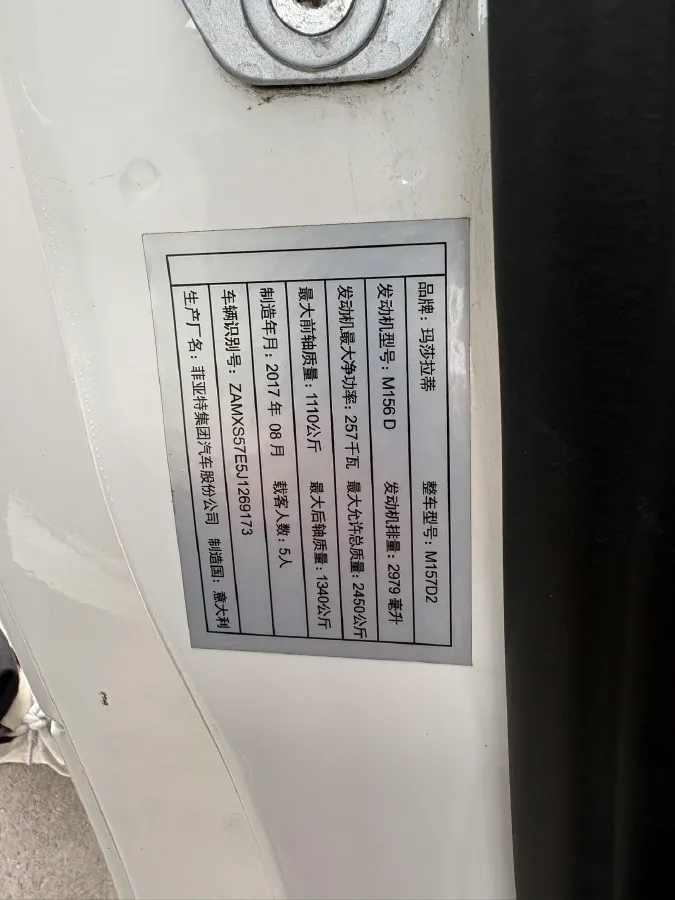 品牌：玛莎拉蒂 整车型号：M157D2
发动机型号：M156 D 发动机排量：2979 毫升
发动机最大净功率：257千瓦 最大允许总质量：2450公斤
最大前轴质量：1110公斤 最大后轴质量：1340公斤
制造年月：2017 年 08 月 载客人数：5人
车辆识别号：ZAMXS57E5J1269173
生产厂名：菲亚特集团汽车股份公司 制造国：意大利